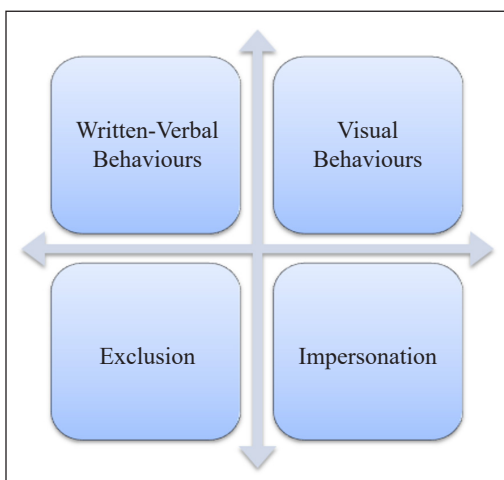 Written-Verbal
Behaviours
Visual
Behaviours
Exclusion
Impersonation